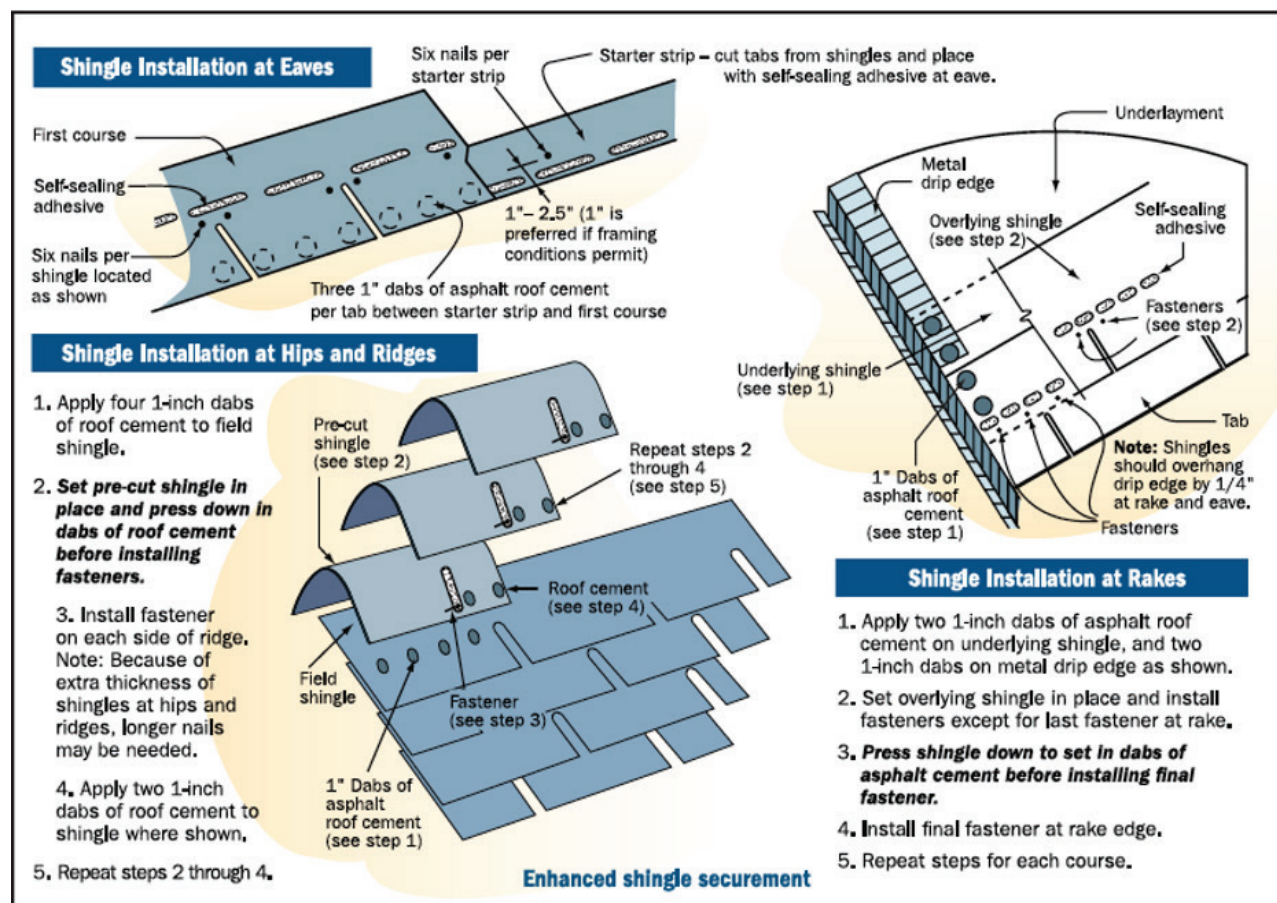 Shingle Installation at Eaves
Six nails per
starter strip
Starter strip – cut tabs from shingles and place
with self-sealing adhesive at eave.
First course
Self-sealing
adhesive
Six nails per
shingle located
as shown
1"– 2.5" (1" is
preferred if framing
conditions permit)
Three 1" dabs of asphalt roof cement
per tab between starter strip and first course
Underlayment
Metal
drip edge
Overlying shingle
(see step 2)
Self-sealing
adhesive
Fasteners
(see step 2)
Underlying shingle
(see step 1)
Tab
1" Dabs of
asphalt roof
cement
(see step 1)
Note: Shingles
should overhang
drip edge by 1/4"
at rake and eave.
Fasteners
Shingle Installation at Hips and Ridges
1. Apply four 1-inch dabs
of roof cement to field
shingle.
2. Set pre-cut shingle in
place and press down in
dabs of roof cement
before installing
fasteners.
3. Install fastener
on each side of ridge.
Note: Because of
extra thickness of
shingles at hips and
ridges, longer nails
may be needed.
4. Apply two 1-inch
dabs of roof cement to
shingle where shown.
5. Repeat steps 2 through 4.
Pre-cut
shingle
(see step 2)
Repeat steps 2
through 4
(see step 5)
Roof cement
(see step 4)
Field
shingle
Fastener
(see step 3)
1" Dabs of
asphalt
roof cement
(see step 1)
Shingle Installation at Rakes
1. Apply two 1-inch dabs of asphalt roof
cement on underlying shingle, and two
1-inch dabs on metal drip edge as shown.
2. Set overlying shingle in place and install
fasteners except for last fastener at rake.
3. Press shingle down to set in dabs of
asphalt cement before installing final
fastener.
4. Install final fastener at rake edge.
5. Repeat steps for each course.
Enhanced shingle securement